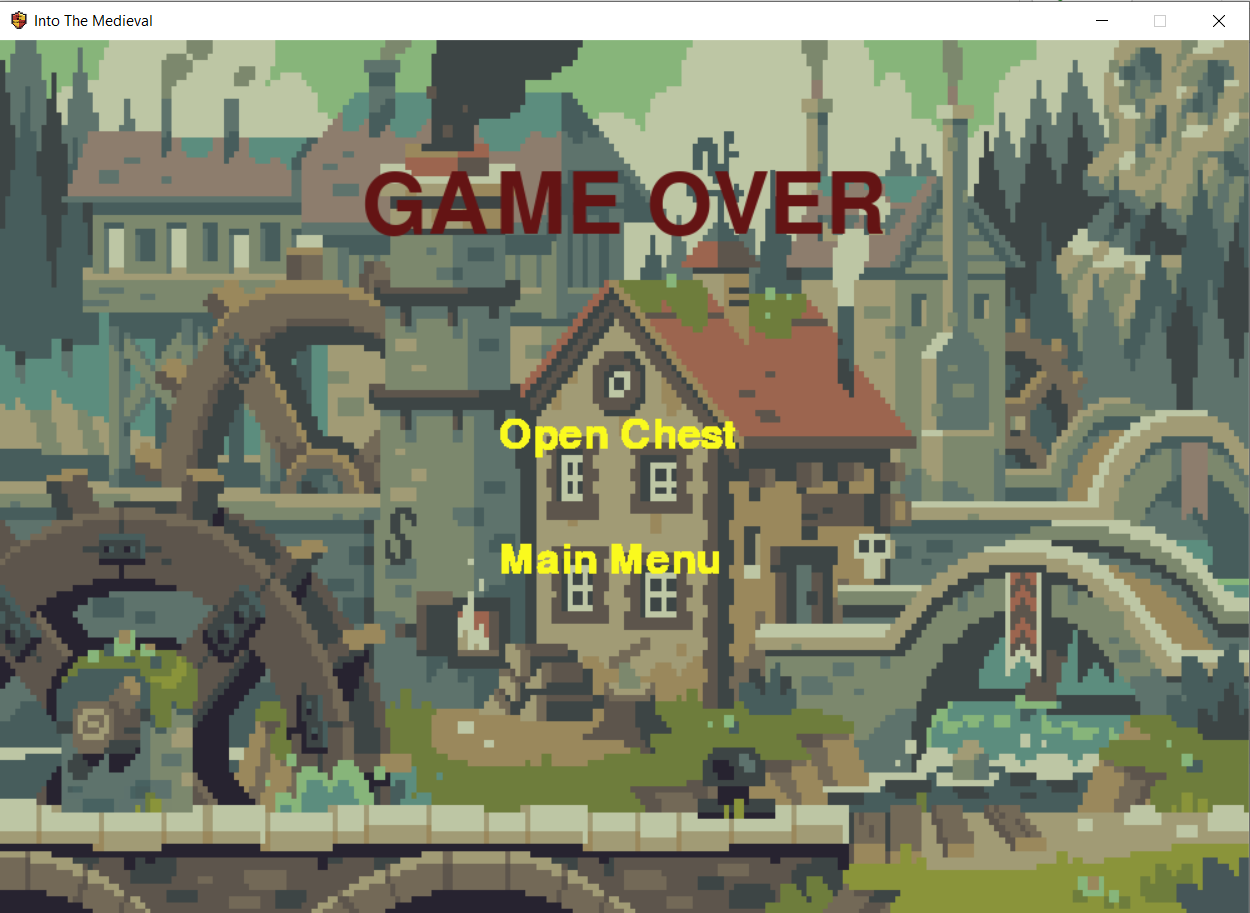 Into The Medieval
GAME OVER
Open Chest
Main Menu